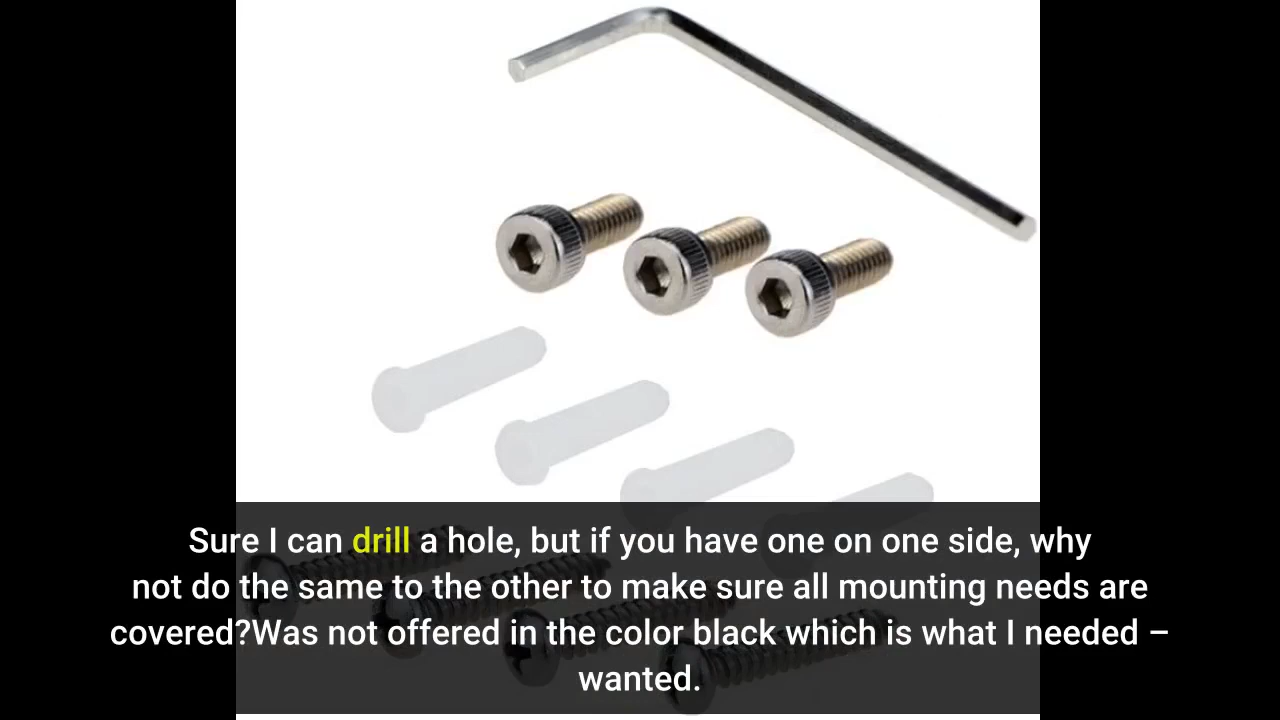 Sure I can drill a hole, but if you have one on one side, why
not do the same to the other to make sure all mounting needs are
covered?Was not offered in the color black which is what I needed –
wanted.